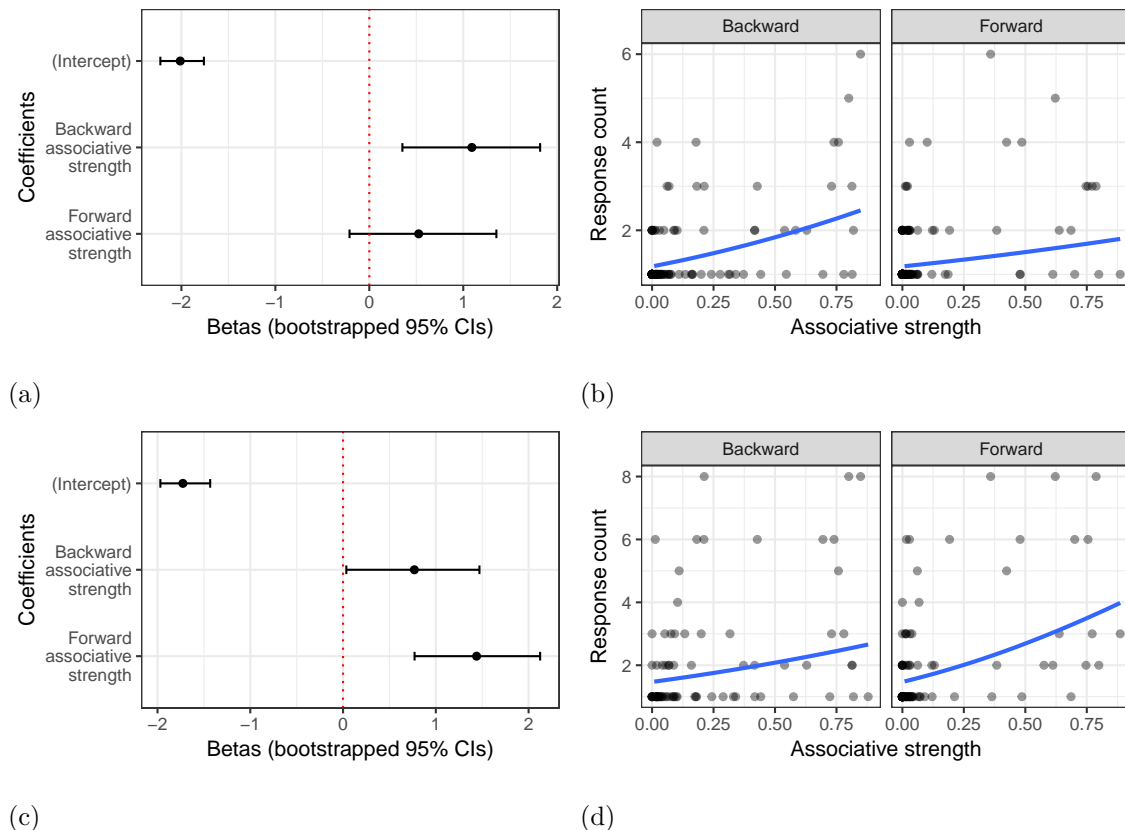 (Intercept)
Backward
associative
strength
Forward
associative
strength
Coefficients
−2
−1
0
1
2
Betas (bootstrapped 95% CIs)
(a)
Backward
Forward
6
4
2
Response count
0.00
0.25
0.50
0.75
0.00
0.25
0.50
0.75
Associative strength
(b)
(Intercept)
Backward
associative
strength
Forward
associative
strength
Coefficients
−2
−1
0
1
2
Betas (bootstrapped 95% CIs)
(c)
Backward
Forward
8
6
4
2
Response count
0.00
0.25
0.50
0.75
0.00
0.25
0.50
0.75
Associative strength
(d)